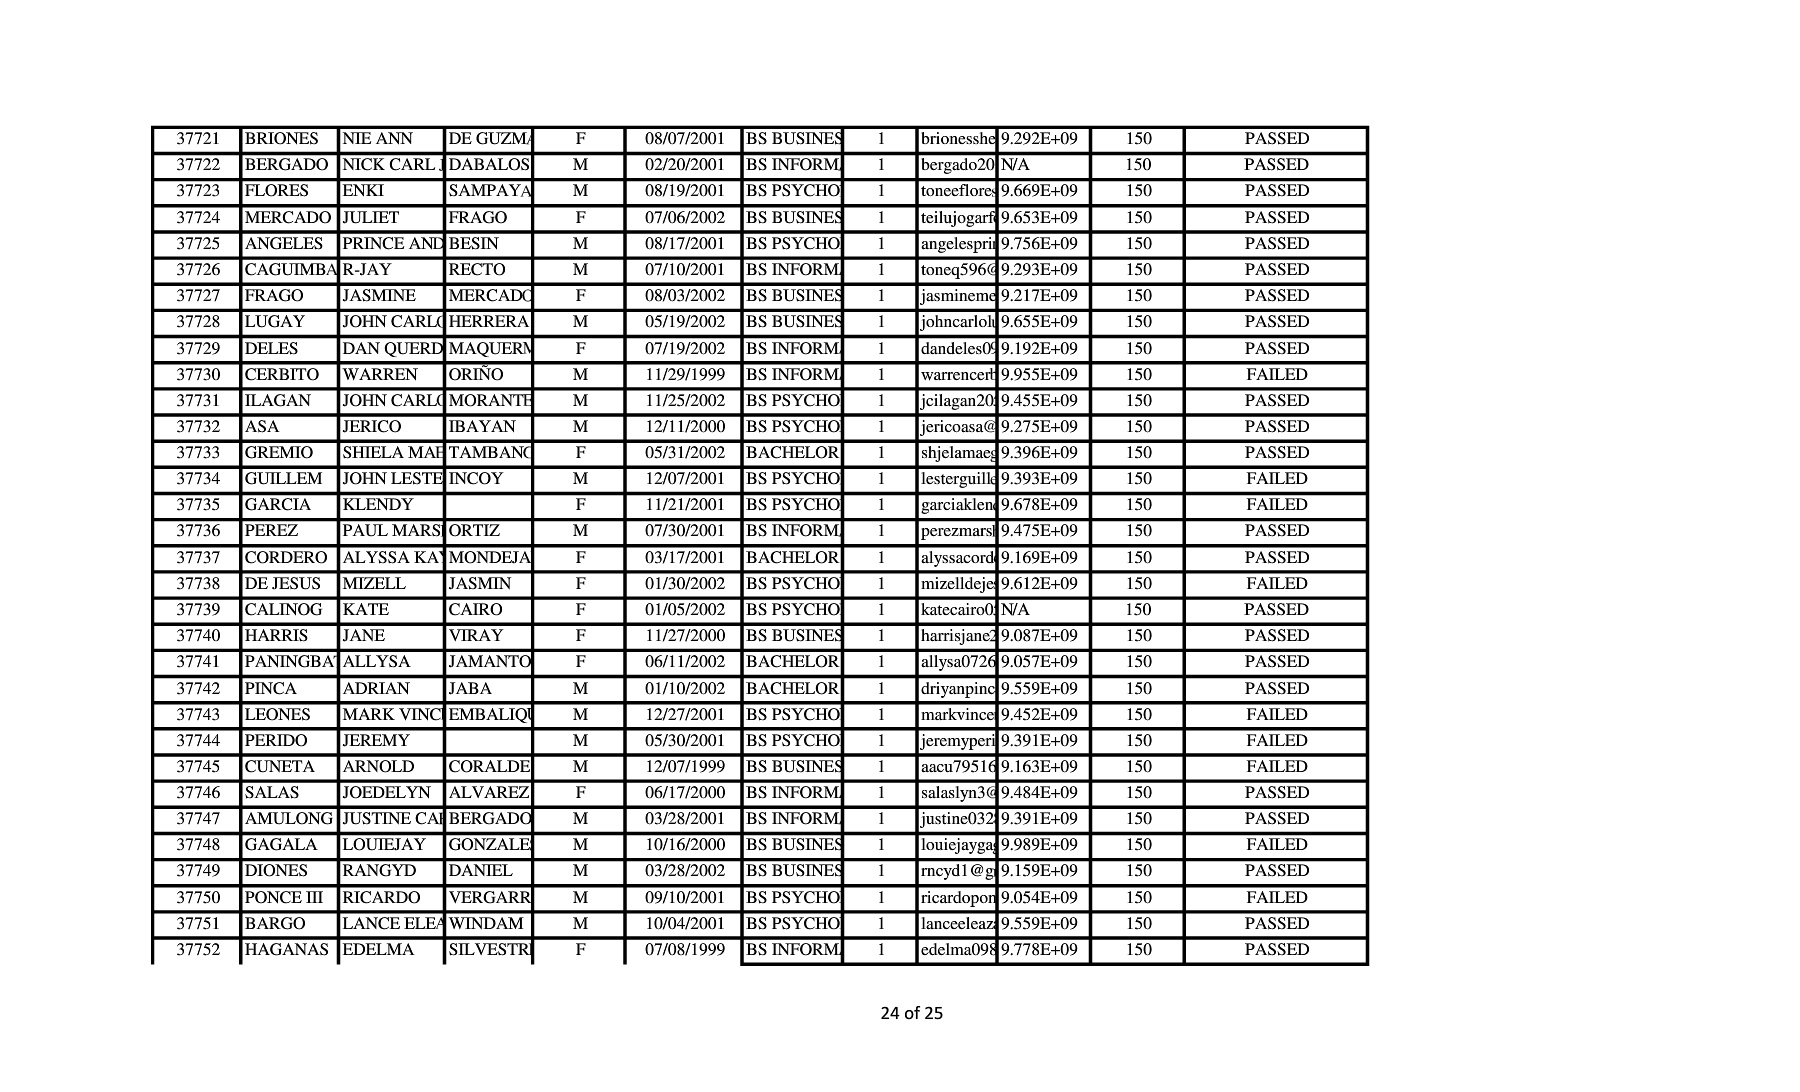 37721 BRIONES NIE ANN DE GUZMA F 08/07/2001 BS BUSINES 1 brionesshe 9.292E+09 150 PASSED
37722 BERGADO NICK CARL J DABALOS M 02/20/2001 BS INFORMA 1 bergado20 N/A 150 PASSED
37723 FLORES ENKI SAMPAYA M 08/19/2001 BS PSYCHO 1 toneeflores 9.669E+09 150 PASSED
37724 MERCADO JULIET FRAGO F 07/06/2002 BS BUSINES 1 teilujogarf 9.653E+09 150 PASSED
37725 ANGELES PRINCE AND BESIN M 08/17/2001 BS PSYCHO 1 angelesprin 9.756E+09 150 PASSED
37726 CAGUIMBA R-JAY RECTO M 07/10/2001 BS INFORMA 1 toneq596@ 9.293E+09 150 PASSED
37727 FRAGO JASMINE MERCADO F 08/03/2002 BS BUSINES 1 jasmineme 9.217E+09 150 PASSED
37728 LUGAY JOHN CARLO HERRERA M 05/19/2002 BS BUSINES 1 johncarlolu 9.655E+09 150 PASSED
37729 DELES DAN QUERD MAQUERM F 07/19/2002 BS INFORMA 1 dandeles09 9.192E+09 150 PASSED
37730 CERBITO WARREN ORIÑO M 11/29/1999 BS INFORMA 1 warrencerb 9.955E+09 150 FAILED
37731 ILAGAN JOHN CARLO MORANTE M 11/25/2002 BS PSYCHO 1 jcilagan20 9.455E+09 150 PASSED
37732 ASA JERICO IBAYAN M 12/11/2000 BS PSYCHO 1 jericoasa@ 9.275E+09 150 PASSED
37733 GREMIO SHIELA MAE TAMBANG F 05/31/2002 BACHELOR 1 shjelamaeg 9.396E+09 150 PASSED
37734 GUILLEM JOHN LESTE INCOY M 12/07/2001 BS PSYCHO 1 lesterguille 9.393E+09 150 FAILED
37735 GARCIA KLENDY F 11/21/2001 BS PSYCHO 1 garciaklend 9.678E+09 150 FAILED
37736 PEREZ PAUL MARS ORTIZ M 07/30/2001 BS INFORMA 1 perezmarsh 9.475E+09 150 PASSED
37737 CORDERO ALYSSA KAY MONDEJA F 03/17/2001 BACHELOR 1 alyssacord 9.169E+09 150 PASSED
37738 DE JESUS MIZELL JASMIN F 01/30/2002 BS PSYCHO 1 mizelldejes 9.612E+09 150 FAILED
37739 CALINOG KATE CAIRO F 01/05/2002 BS PSYCHO 1 katecairo0 N/A 150 PASSED
37740 HARRIS JANE VIRAY F 11/27/2000 BS BUSINES 1 harrisjane2 9.087E+09 150 PASSED
37741 PANINGBAT ALLYSA JAMANTO F 06/11/2002 BACHELOR 1 allysa0726 9.057E+09 150 PASSED
37742 PINCA ADRIAN JABA M 01/10/2002 BACHELOR 1 driyanpinc 9.559E+09 150 PASSED
37743 LEONES MARK VINC EMBALIQU M 12/27/2001 BS PSYCHO 1 markvincen 9.452E+09 150 FAILED
37744 PERIDO JEREMY M 05/30/2001 BS PSYCHO 1 jeremyperi 9.391E+09 150 FAILED
37745 CUNETA ARNOLD CORALDE M 12/07/1999 BS BUSINES 1 aacu79516 9.163E+09 150 FAILED
37746 SALAS JOEDELYN ALVAREZ F 06/17/2000 BS INFORMA 1 salaslyn3@ 9.484E+09 150 PASSED
37747 AMULONG JUSTINE CAR BERGADO M 03/28/2001 BS INFORMA 1 justine032 9.391E+09 150 PASSED
37748 GAGALA LOUIEJAY GONZALE M 10/16/2000 BS BUSINES 1 louiejaygag 9.989E+09 150 FAILED
37749 DIONES RANGYD DANIEL M 03/28/2002 BS BUSINES 1 rncyd1@g 9.159E+09 150 PASSED
37750 PONCE III RICARDO VERGARR M 09/10/2001 BS PSYCHO 1 ricardopon 9.054E+09 150 FAILED
37751 BARGO LANCE ELEA WINDAM M 10/04/2001 BS PSYCHO 1 lanceeleaz 9.559E+09 150 PASSED
37752 HAGANAS EDELMA SILVESTR F 07/08/1999 BS INFORMA 1 edelma098 9.778E+09 150 PASSED
24 of 25